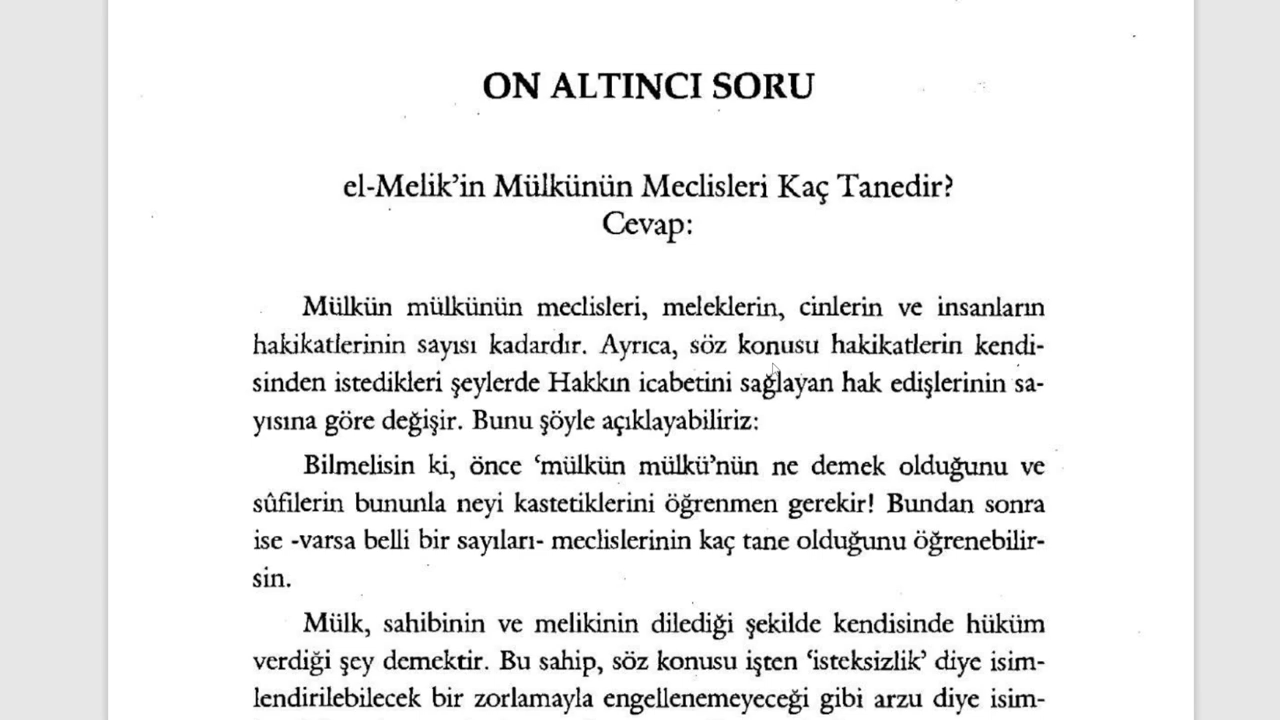 ON ALTINCI SORU
el-Melik’in Mülkünün Meclisleri Kaç Tanedir?
Cevap:
Mülkün mülkünün meclisleri, meleklerin, cinlerin ve insanların
hakikatlerinin sayısı kadardır. Ayrıca, söz konusu hakikatlerin kendi-
sinden istedikleri şeylerde Hakkın icabetini sağlayan hak edişlerinin sa-
yısına göre değişir. Bunu şöyle açıklayabiliriz:
Bilmelisin ki, önce ‘mülkün mülkü’nün ne demek olduğunu ve
sûfilerin bununla neyi kastetiklerini öğrenmen gerekir! Bundan sonra
ise -varsa belli bir sayıları- meclislerinin kaç tane olduğunu öğrenebilir-
sin.
Mülk, sahibinin ve melikinin dilediği şekilde kendisinde hüküm
verdiği şey demektir. Bu sahip, söz konusu işten ‘isteksizlik’ diye isim-
lendirilebilecek bir zorlamayla engellenemeyeceği gibi arzu diye isim-